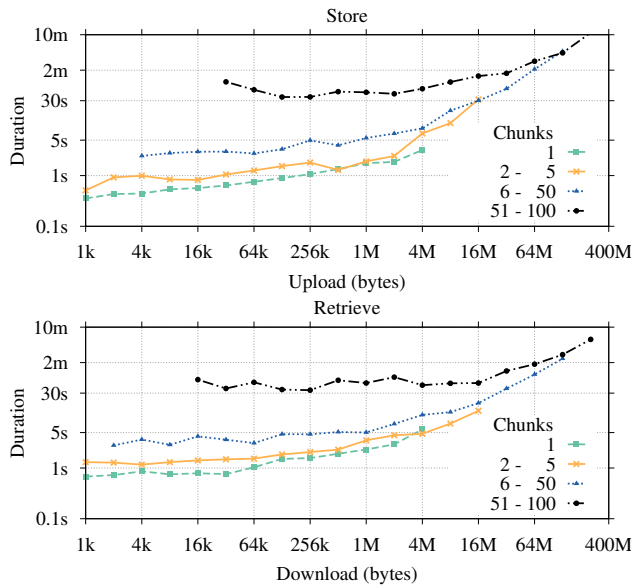 Store
10m
2m
30s
5s
1s
0.1s
Duration
Chunks
1
2 - 5
6 - 50
51 - 100
1k 4k 16k 64k 256k 1M 4M 16M 64M 400M
Upload (bytes)
Retrieve
10m
2m
30s
5s
1s
0.1s
Duration
Chunks
1
2 - 5
6 - 50
51 - 100
1k 4k 16k 64k 256k 1M 4M 16M 64M 400M
Download (bytes)